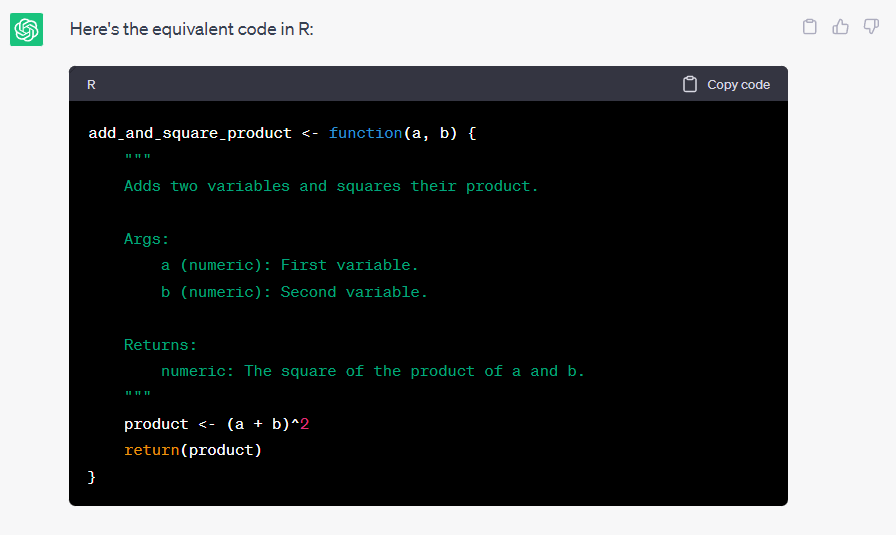 Here's the equivalent code in R:
R
Copy code
add_and_square_product <- function(a, b) {
    """
    Adds two variables and squares their product.

    Args:
        a (numeric): First variable.
        b (numeric): Second variable.

    Returns:
        numeric: The square of the product of a and b.
    """
    product <- (a + b)^2
    return(product)
}